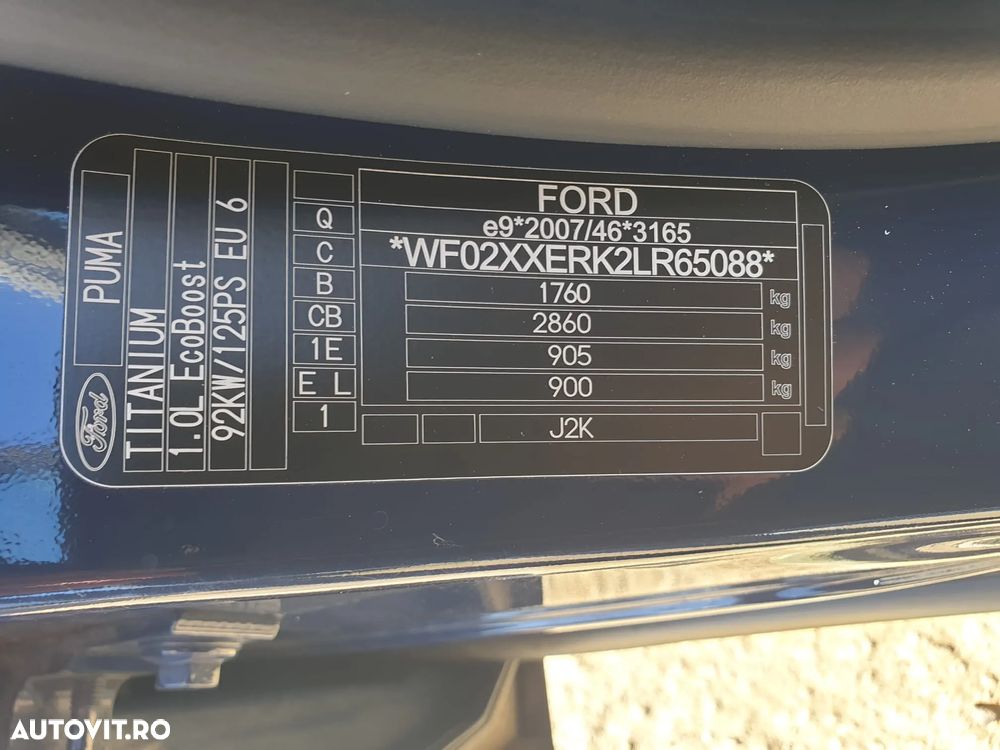 PUMA
Ford
TITANIUM
1.0L EcoBoost
92KW/125PS EU 6
Q
C
B
CB
1E
E L
1
FORD
e9*2007/46*3165
*WF02XXERK2LR65088*
1760 kg
2860 kg
905 kg
900 kg
J2K
AUTOVIT.RO